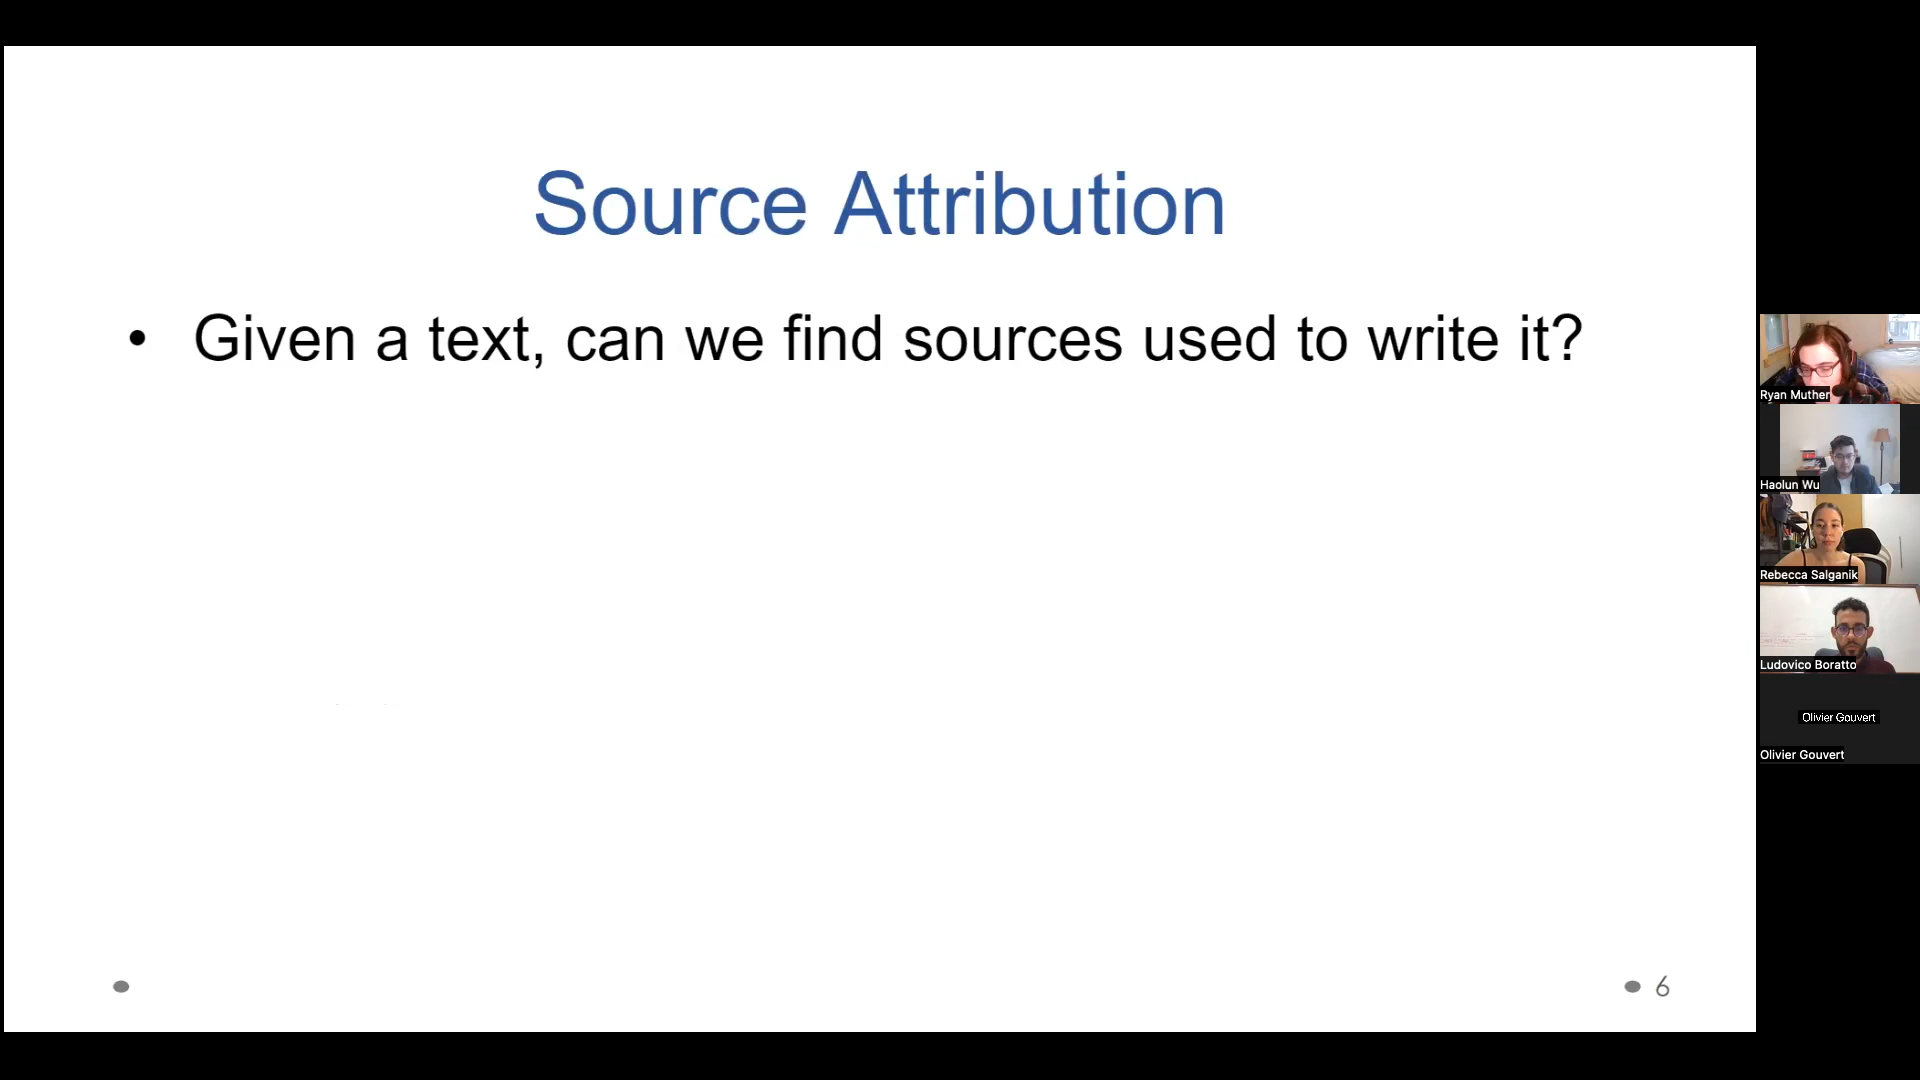 Source Attribution
• Given a text, can we find sources used to write it?
6
Ryan Muther
Haolun Wu
Rebecca Salganik
Ludovico Boratto
Olivier Gouvert
Olivier Gouvert